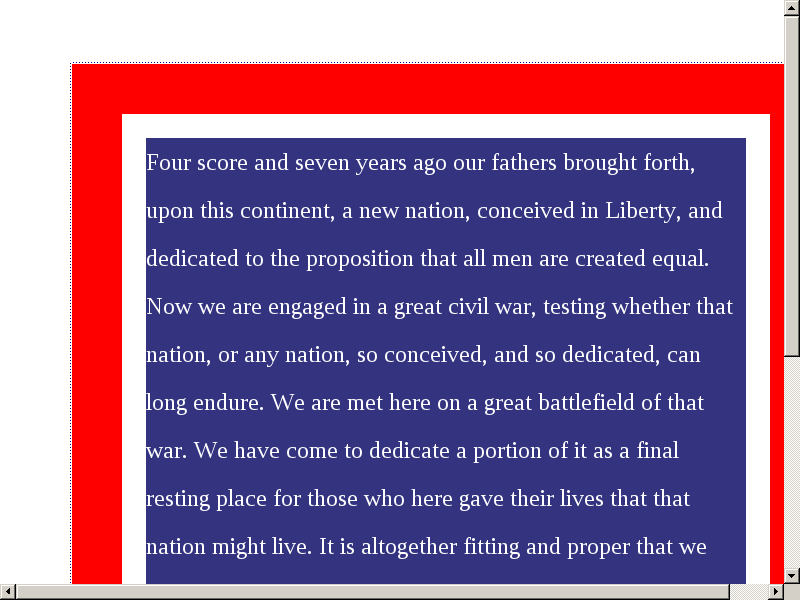 Four score and seven years ago our fathers brought forth,
upon this continent, a new nation, conceived in Liberty, and
dedicated to the proposition that all men are created equal.
Now we are engaged in a great civil war, testing whether that
nation, or any nation, so conceived, and so dedicated, can
long endure. We are met here on a great battlefield of that
war. We have come to dedicate a portion of it as a final
resting place for those who here gave their lives that that
nation might live. It is altogether fitting and proper that we